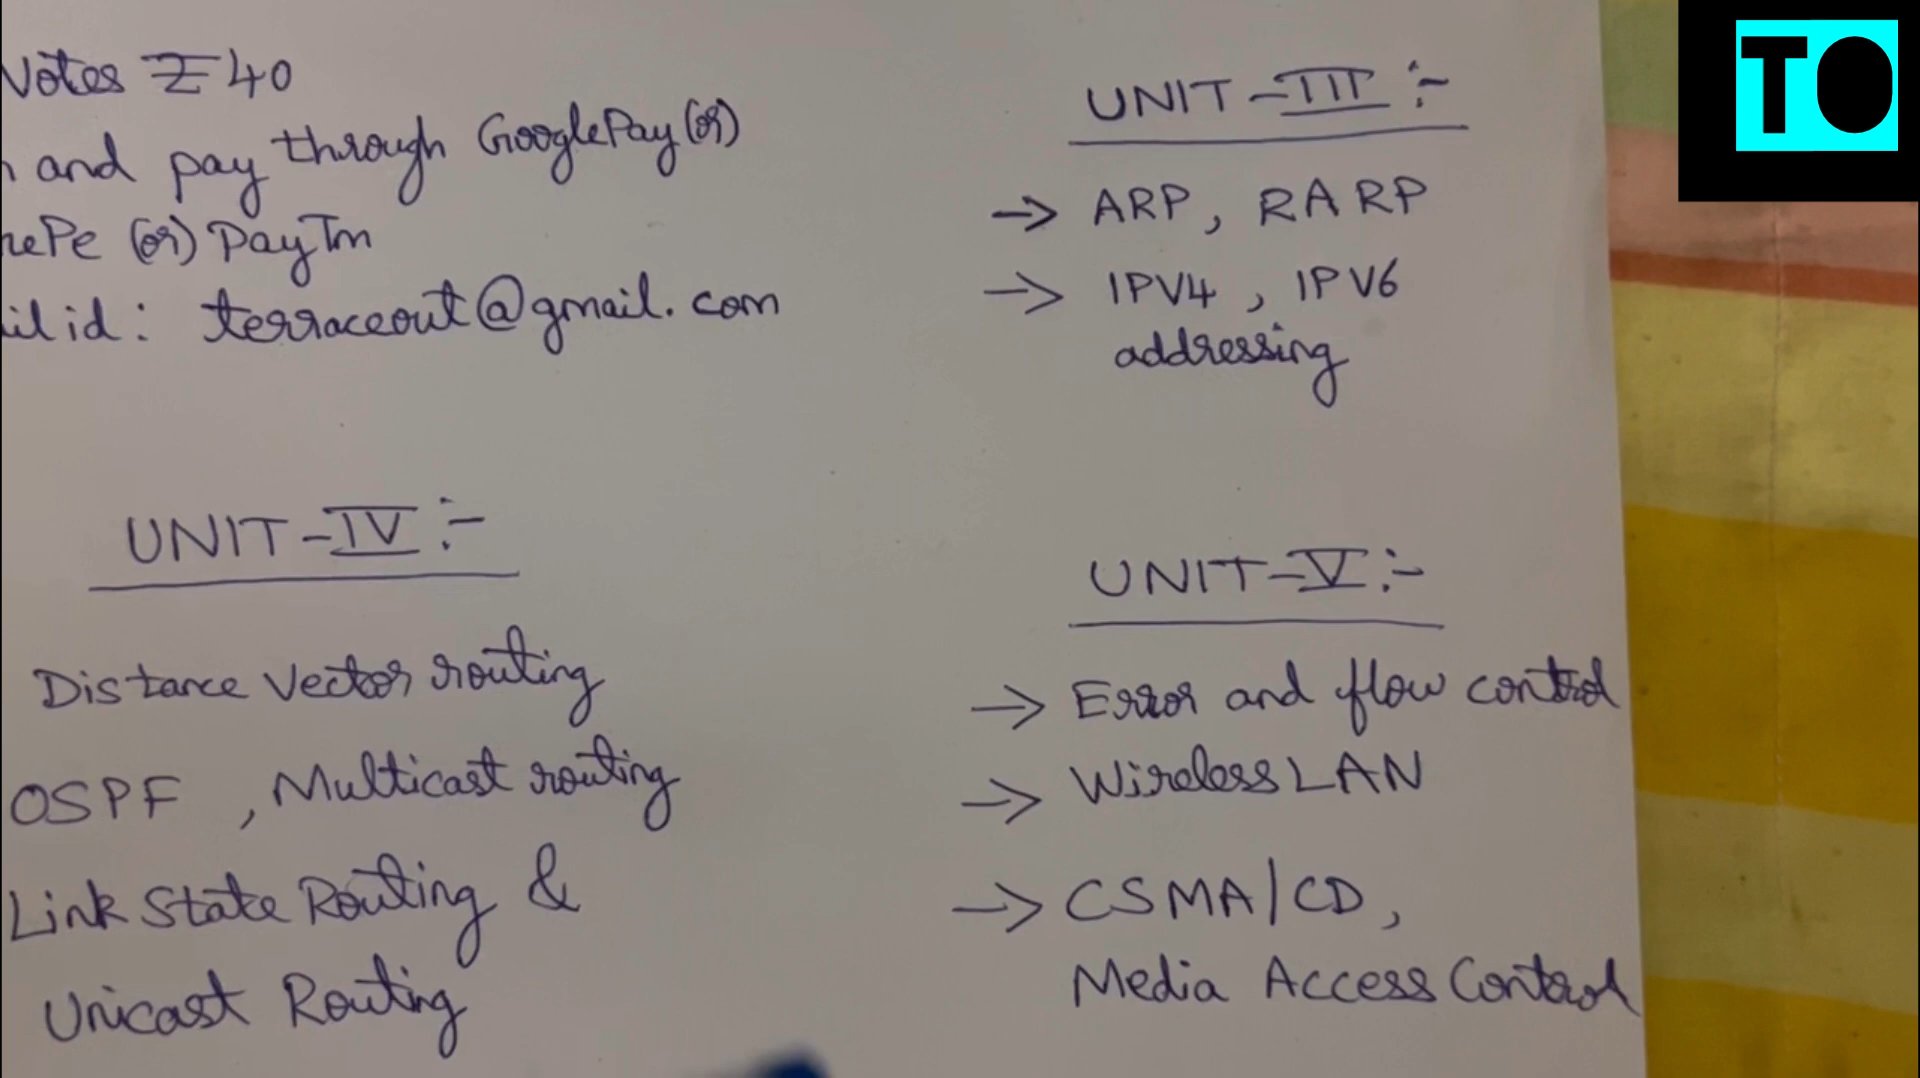 Notes ₹40
and pay through GooglePay (or)
nePe (or) PayTm
il id: terraceout@gmail.com
UNIT-III :-
→ ARP, RARP
→ IPV4, IPV6
addressing
UNIT-IV :-
Distance Vector routing
OSPF, Multicast routing
Link State Routing &
Unicast Routing
UNIT-V :-
→ Error and flow control
→ Wireless LAN
→ CSMA/CD,
Media Access Control
TO